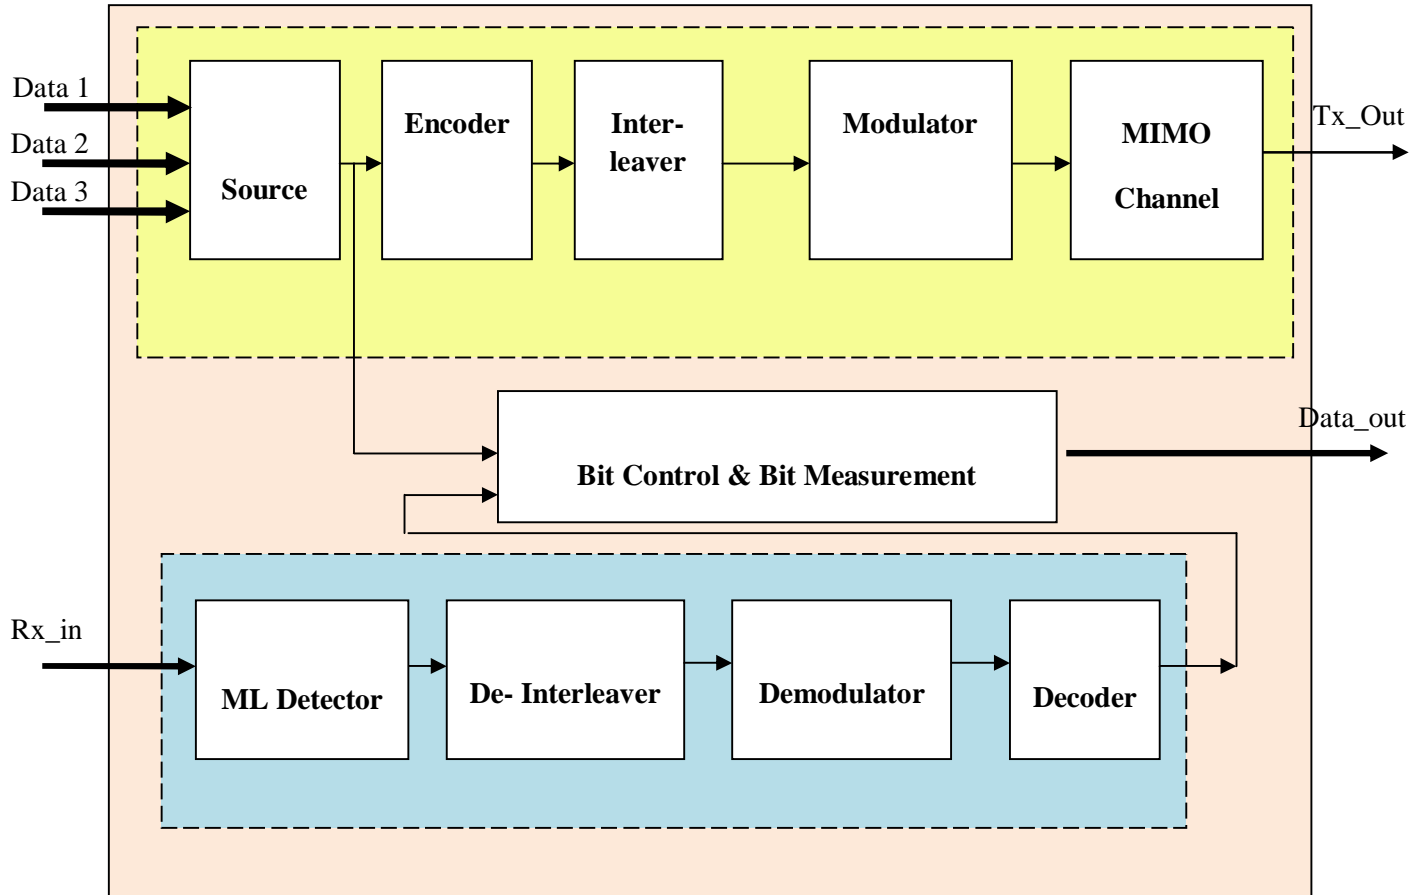 Data 1
Data 2
Data 3
Source
Encoder
Inter-
leaver
Modulator
MIMO
Channel
Tx_Out
Bit Control & Bit Measurement
Data_out
Rx_in
ML Detector
De- Interleaver
Demodulator
Decoder